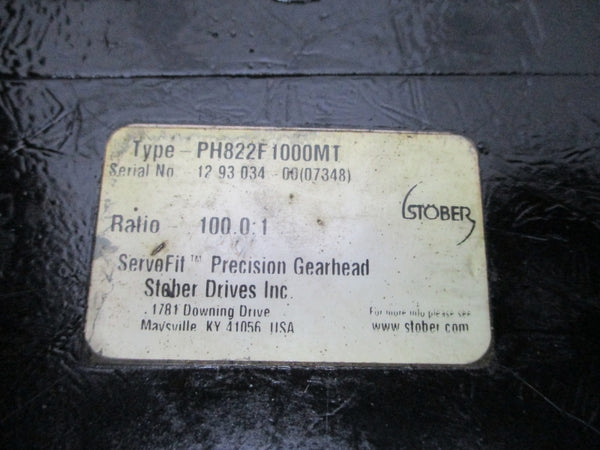 Type - PH822F1000MT
Serial No 12 93 034 - 00(07348)
STÖBER
Ratio - 100.0:1
ServoFit™ Precision Gearhead
Stober Drives Inc.
1781 Downing Drive
Maysville, KY 41056 USA
For more info please see
www.stober.com